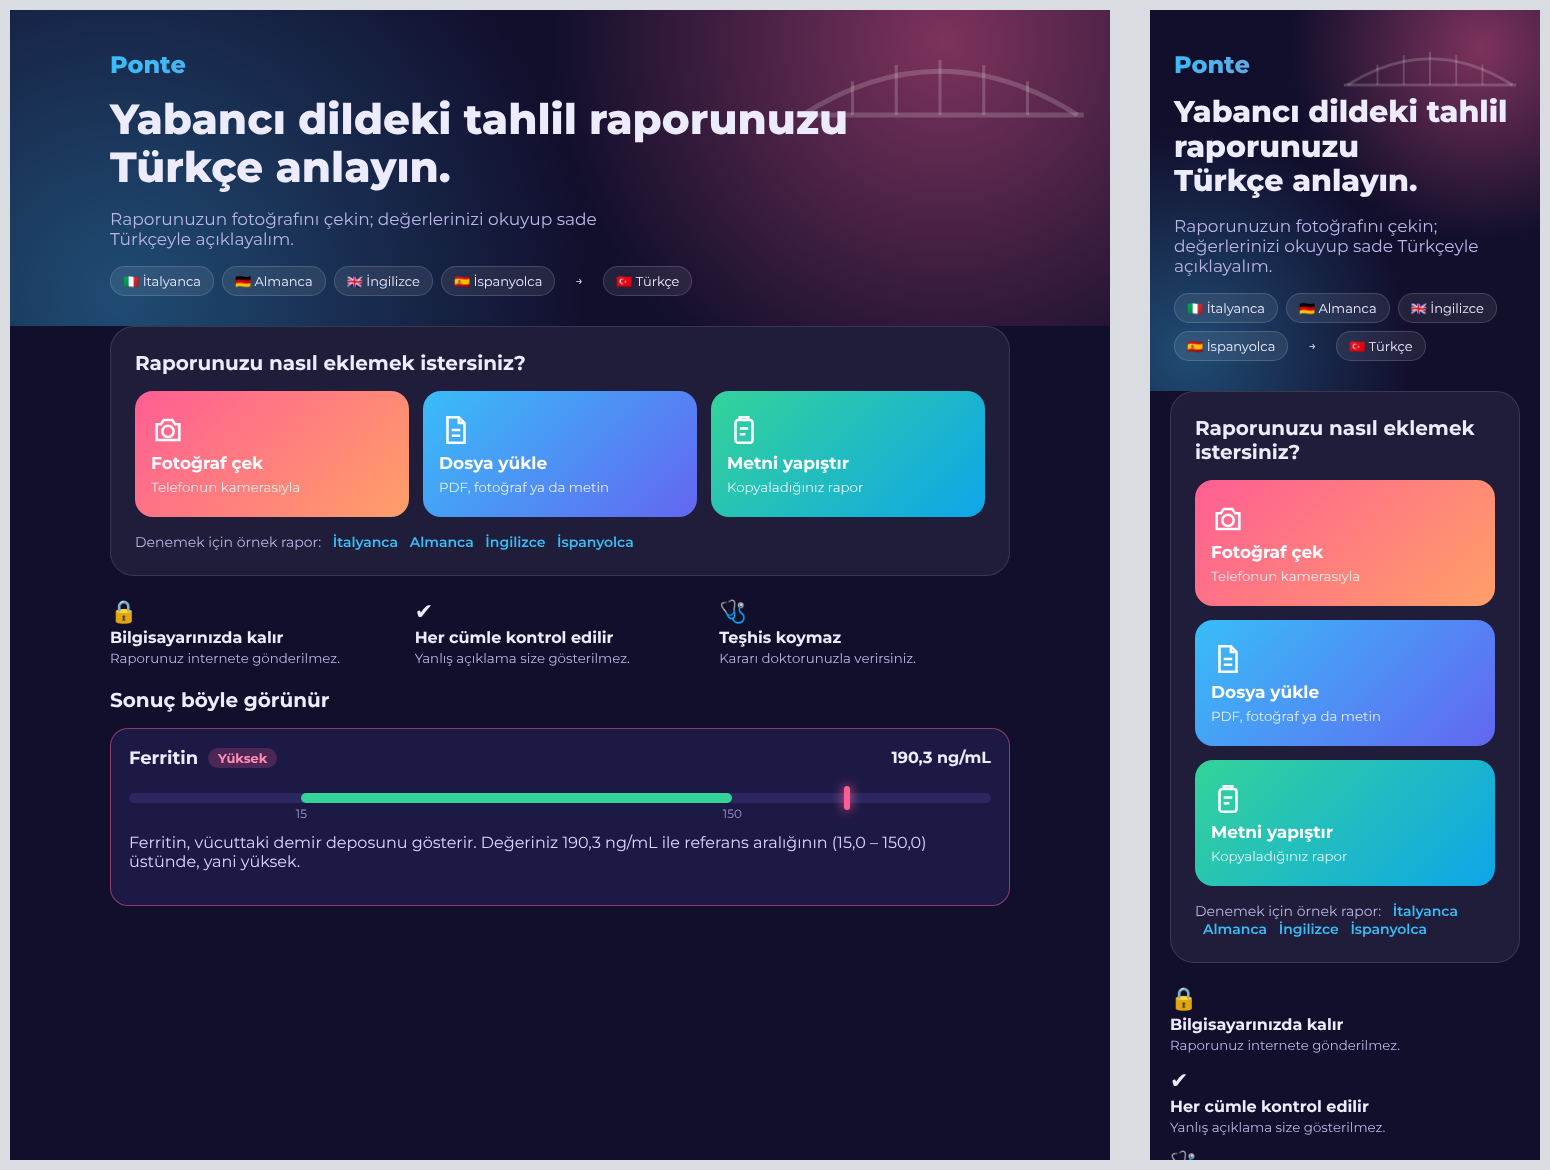 Ponte
Yabancı dildeki tahlil raporunuzu
Türkçe anlayın.
Raporunuzun fotoğrafını çekin; değerlerinizi okuyup sade
Türkçeyle açıklayalım.
İtalyanca Almanca İngilizce İspanyolca → Türkçe
Raporunuzu nasıl eklemek istersiniz?
Fotoğraf çek
Telefonun kamerasıyla
Dosya yükle
PDF, fotoğraf ya da metin
Metni yapıştır
Kopyaladığınız rapor
Denemek için örnek rapor: İtalyanca Almanca İngilizce İspanyolca
Bilgisayarınızda kalır
Raporunuz internete gönderilmez.
Her cümle kontrol edilir
Yanlış açıklama size gösterilmez.
Teşhis koymaz
Kararı doktorunuzla verirsiniz.
Sonuç böyle görünür
Ferritin Yüksek 190,3 ng/mL
15 150
Ferritin, vücuttaki demir deposunu gösterir. Değeriniz 190,3 ng/mL ile referans aralığının (15,0 – 150,0)
üstünde, yani yüksek.
Ponte
Yabancı dildeki tahlil
raporunuzu
Türkçe anlayın.
Raporunuzun fotoğrafını çekin;
değerlerinizi okuyup sade Türkçeyle
açıklayalım.
İtalyanca Almanca İngilizce
İspanyolca → Türkçe
Raporunuzu nasıl eklemek
istersiniz?
Fotoğraf çek
Telefonun kamerasıyla
Dosya yükle
PDF, fotoğraf ya da metin
Metni yapıştır
Kopyaladığınız rapor
Denemek için örnek rapor: İtalyanca
Almanca İngilizce İspanyolca
Bilgisayarınızda kalır
Raporunuz internete gönderilmez.
Her cümle kontrol edilir
Yanlış açıklama size gösterilmez.